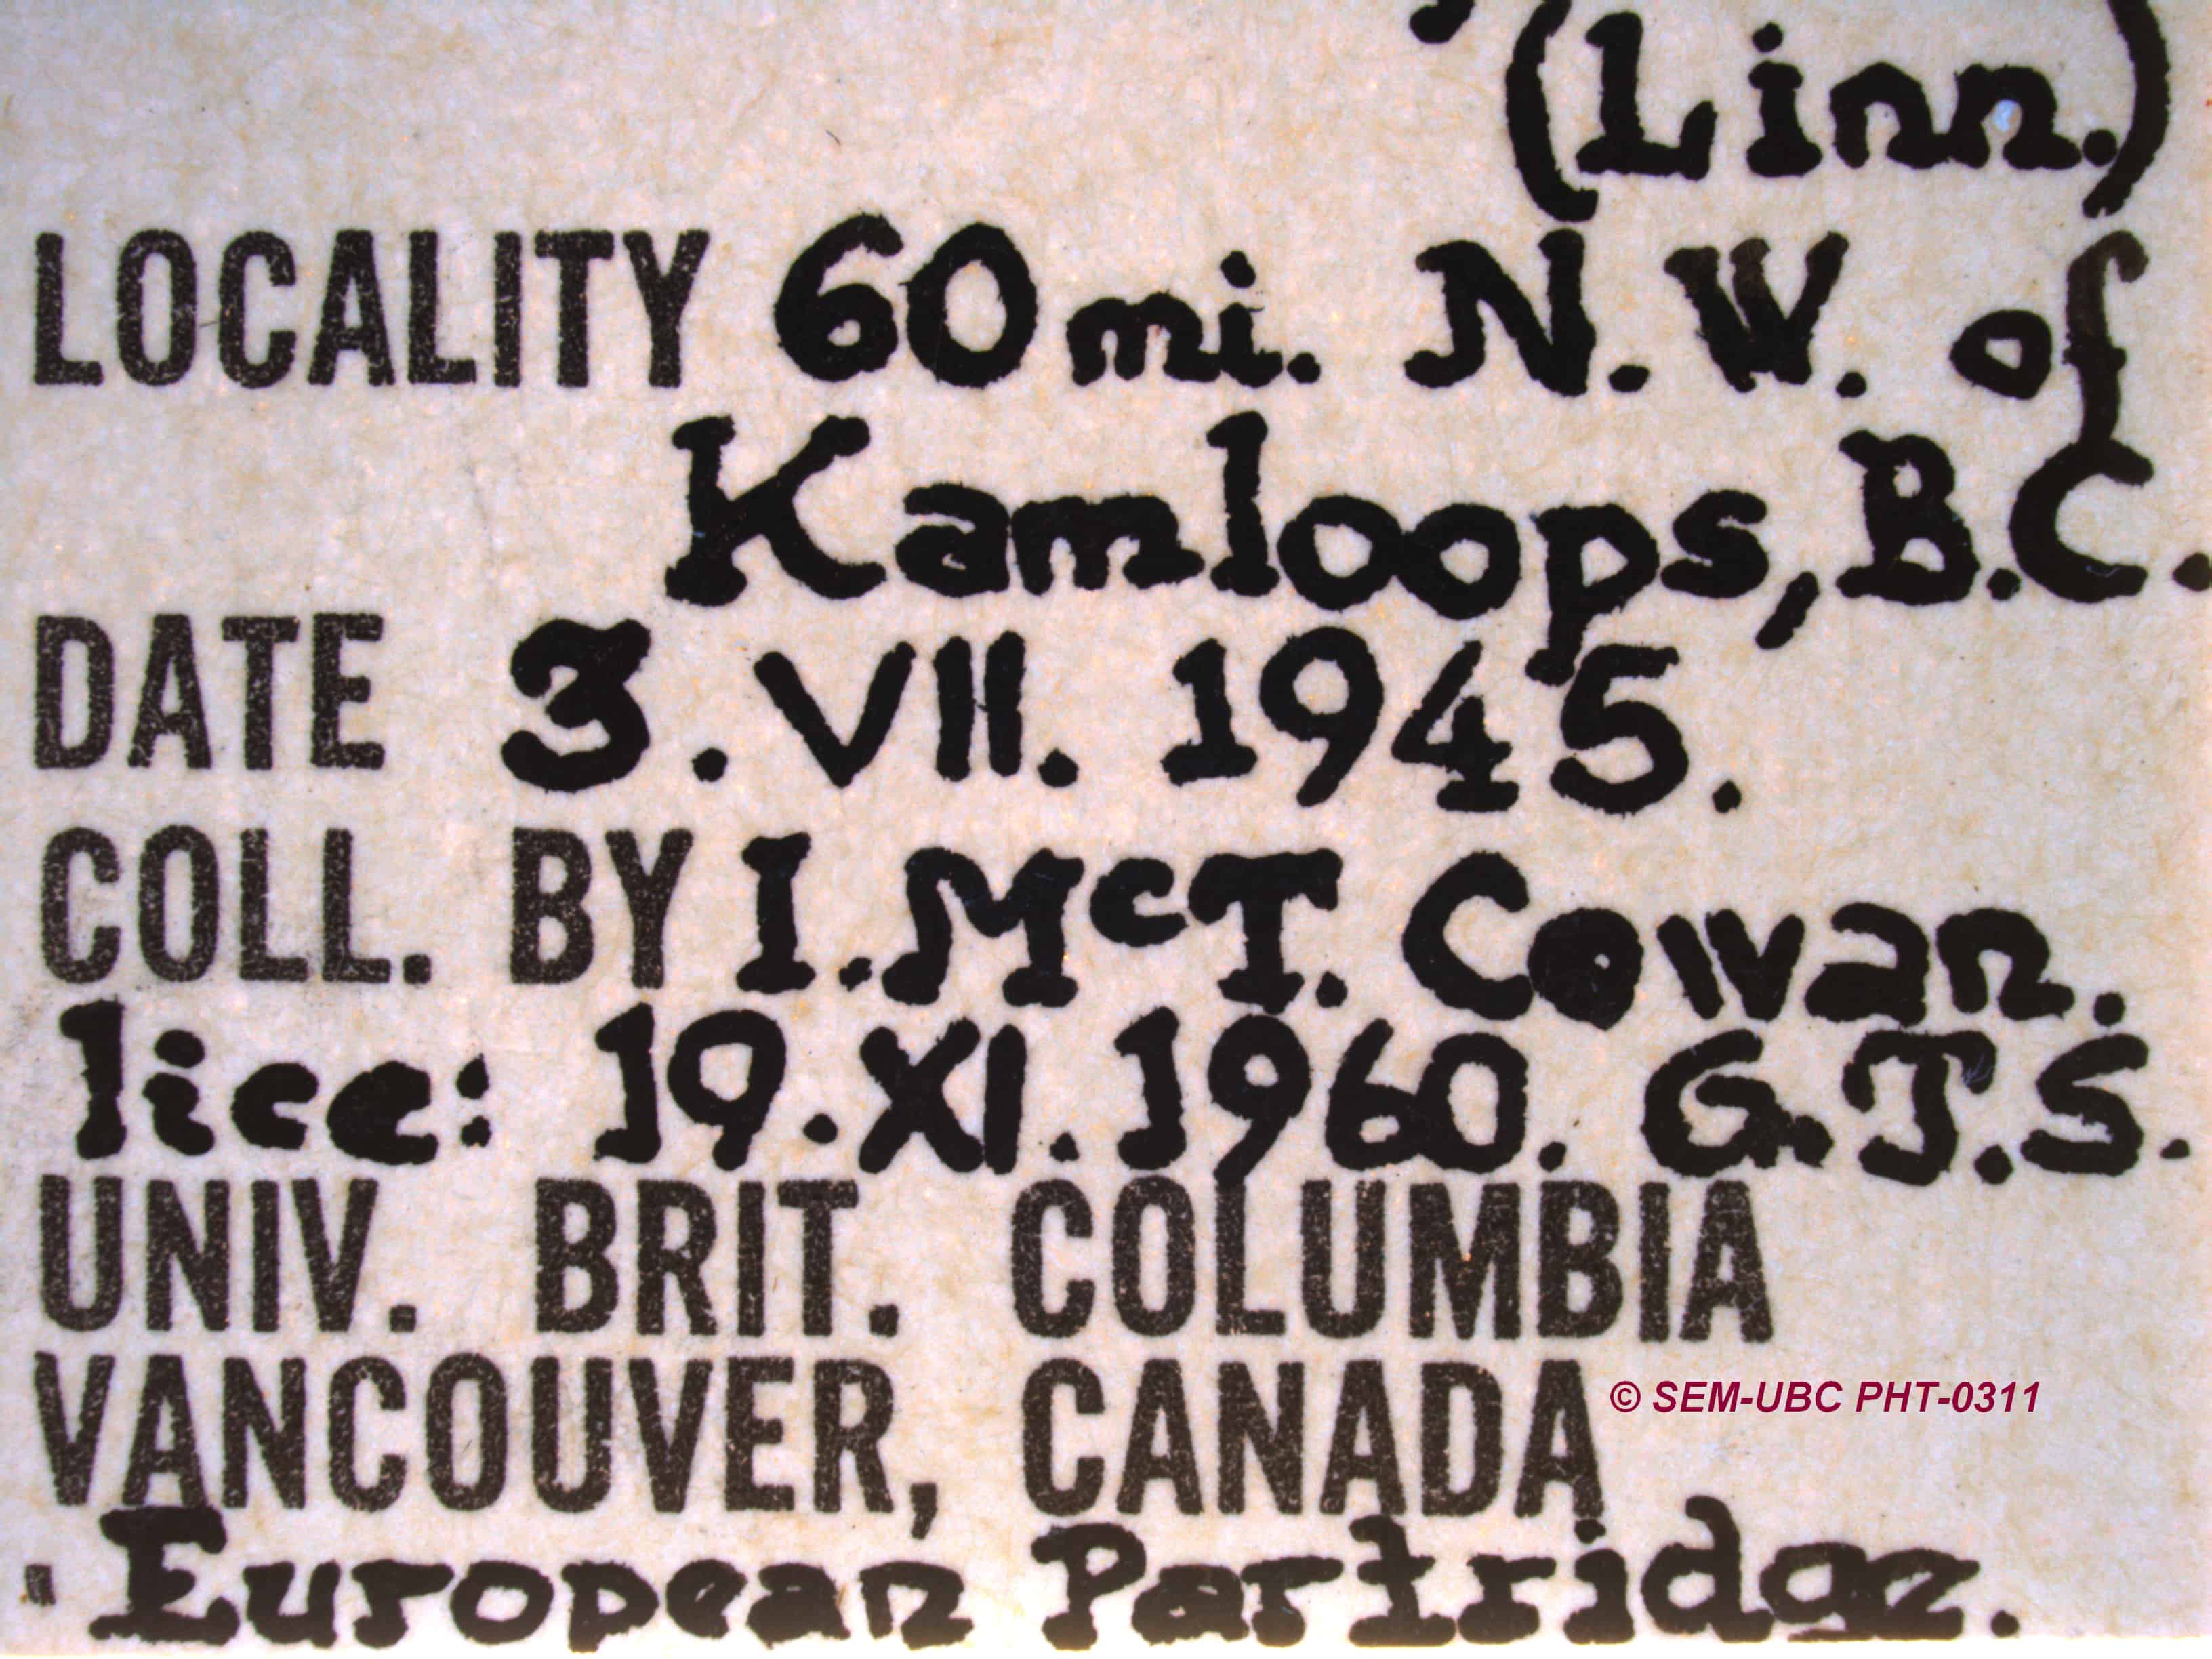 (Linn.)
LOCALITY 60 mi. N.W. of
Kamloops, B.C.
DATE 3. VII. 1945.
COLL. BY I. McT. Cowan.
lice: 19. XI. 1960. G.J.S.
UNIV. BRIT. COLUMBIA
VANCOUVER, CANADA
© SEM-UBC PHT-0311
European Partridge.